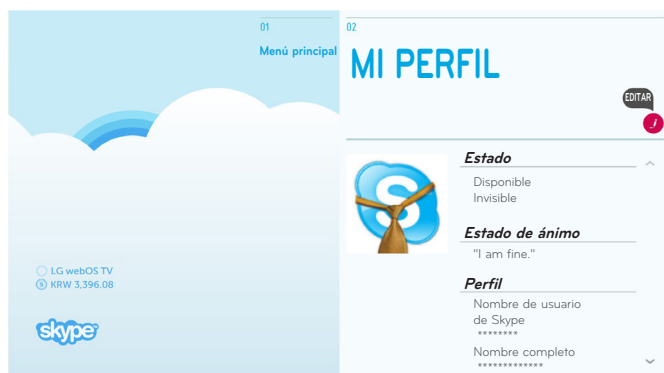 01
Menú principal
LG webOS TV
KRW 3,396.08
skype
02
MI PERFIL
EDITAR
i
Estado
Disponible
Invisible
Estado de ánimo
"I am fine."
Perfil
Nombre de usuario
de Skype
********
Nombre completo
*************